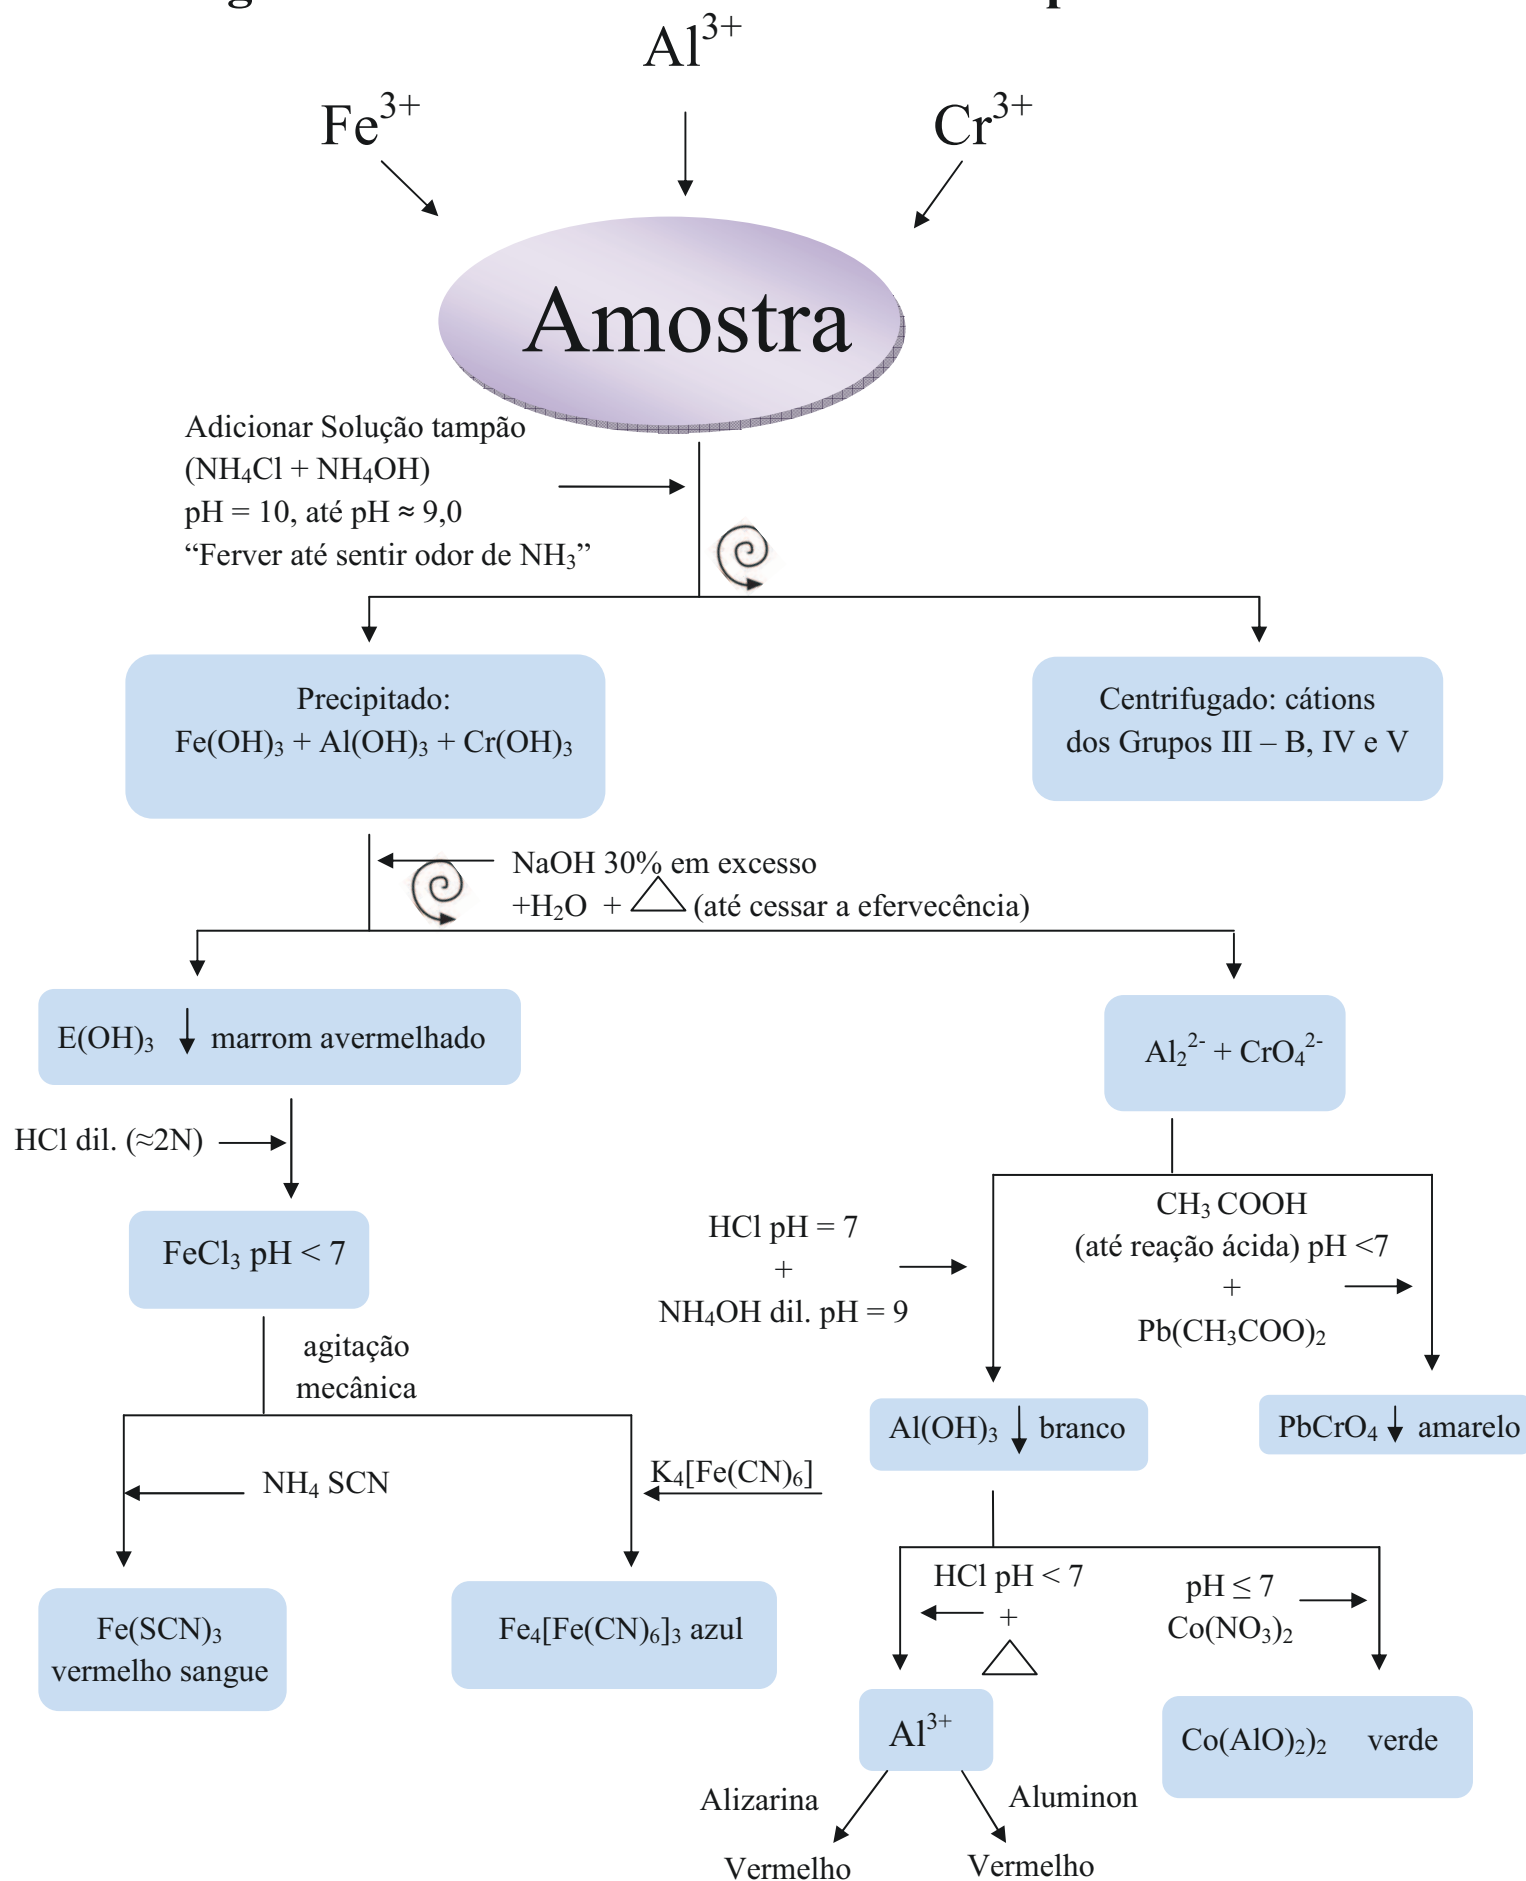 Al³⁺
Fe³⁺
Cr³⁺
Amostra
Adicionar Solução tampão
(NH₄Cl + NH₄OH)
pH = 10, até pH ≈ 9,0
“Ferver até sentir odor de NH₃”
Precipitado:
Fe(OH)₃ + Al(OH)₃ + Cr(OH)₃
Centrifugado: cátions
dos Grupos III – B, IV e V
NaOH 30% em excesso
+H₂O + △ (até cessar a efervecência)
E(OH)₃ ↓ marrom avermelhado
Al₂²⁻ + CrO₄²⁻
HCl dil. (≈2N)
FeCl₃ pH < 7
HCl pH = 7
+
NH₄OH dil. pH = 9
CH₃ COOH
(até reação ácida) pH <7
+
Pb(CH₃COO)₂
agitação
mecânica
Al(OH)₃ ↓ branco
PbCrO₄ ↓ amarelo
NH₄ SCN
K₄[Fe(CN)₆]
HCl pH < 7
+
△
pH ≤ 7
Co(NO₃)₂
Fe(SCN)₃
vermelho sangue
Fe₄[Fe(CN)₆]₃ azul
Al³⁺
Co(AlO)₂)₂ verde
Alizarina
Aluminon
Vermelho
Vermelho